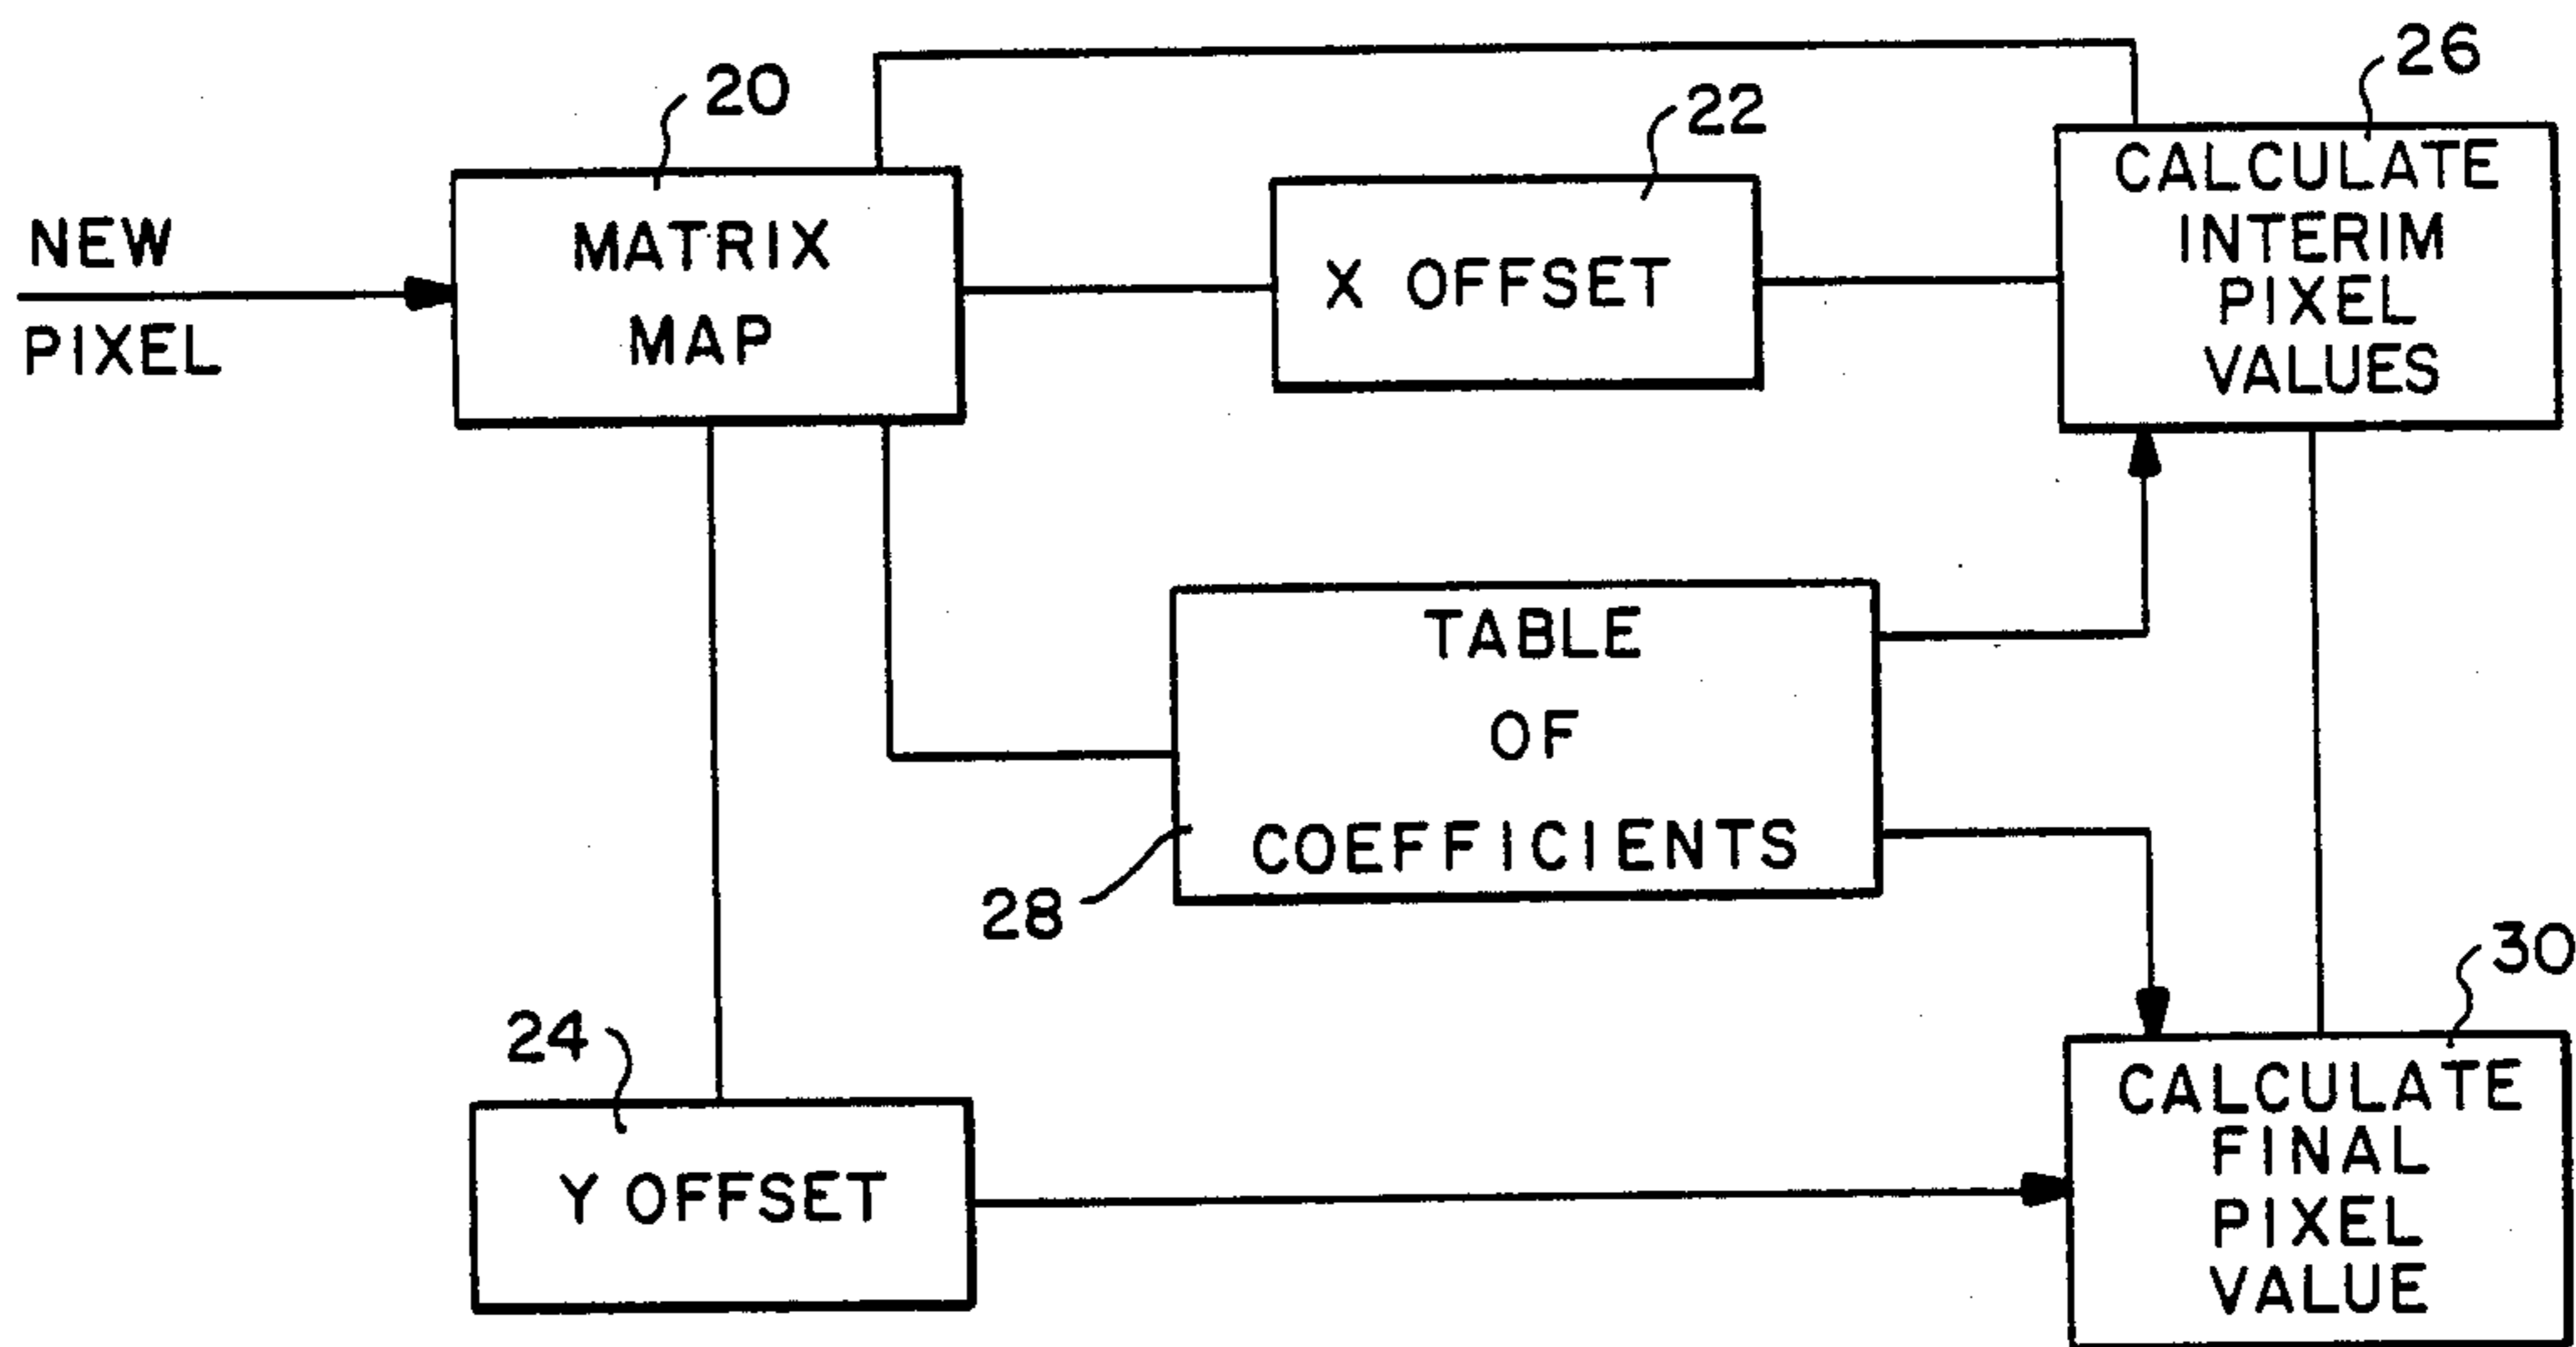 20
26
22
NEW
PIXEL
MATRIX
MAP
X OFFSET
CALCULATE
INTERIM
PIXEL
VALUES
TABLE
OF
COEFFICIENTS
28
24
30
Y OFFSET
CALCULATE
FINAL
PIXEL
VALUE